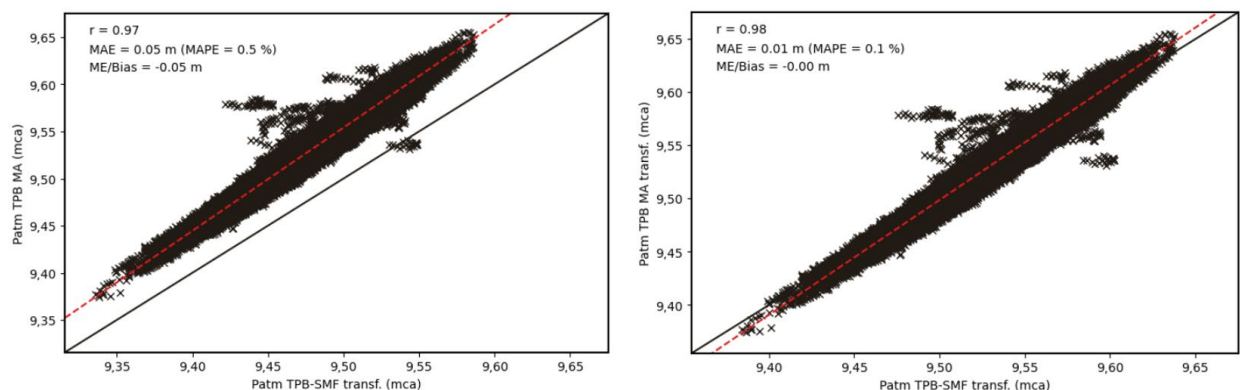 r = 0.97
MAE = 0.05 m (MAPE = 0.5 %)
ME/Bias = -0.05 m
9,65
9,60
9,55
9,50
9,45
9,40
9,35
Patm TPB MA (mca)
9,35 9,40 9,45 9,50 9,55 9,60 9,65
Patm TPB-SMF transf. (mca)
r = 0.98
MAE = 0.01 m (MAPE = 0.1 %)
ME/Bias = -0.00 m
9,65
9,60
9,55
9,50
9,45
9,40
Patm TPB MA transf. (mca)
9,40 9,45 9,50 9,55 9,60 9,65
Patm TPB-SMF transf. (mca)